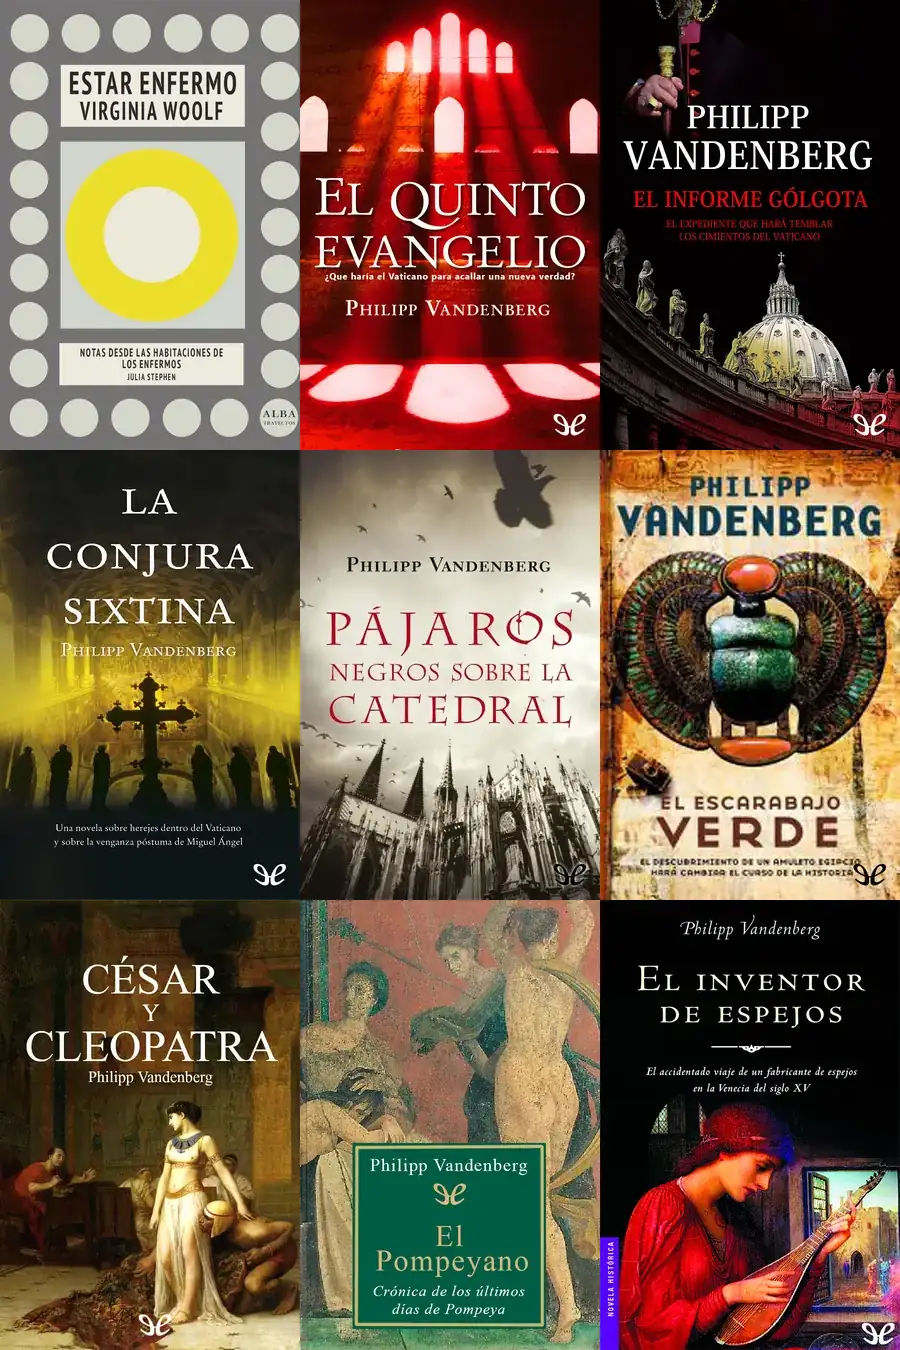 ESTAR ENFERMO
VIRGINIA WOOLF
NOTAS DESDE LAS HABITACIONES DE
LOS ENFERMOS
JULIA STEPHEN
ALBA
TRAYECTOS
EL QUINTO
EVANGELIO
¿Que haría el Vaticano para acallar una nueva verdad?
PHILIPP VANDENBERG
PHILIPP
VANDENBERG
EL INFORME GÓLGOTA
EL EXPEDIENTE QUE HARÁ TEMBLAR
LOS CIMIENTOS DEL VATICANO
LA
CONJURA
SIXTINA
PHILIPP VANDENBERG
Una novela sobre herejes dentro del Vaticano
y sobre la venganza póstuma de Miguel Ángel
PHILIPP VANDENBERG
PÁJAROS
NEGROS SOBRE LA
CATEDRAL
PHILIPP
VANDENBERG
EL ESCARABAJO
VERDE
EL DESCUBRIMIENTO DE UN AMULETO EGIPCIO
HARÁ CAMBIAR EL CURSO DE LA HISTORIA
CÉSAR
Y
CLEOPATRA
Philipp Vandenberg
Philipp Vandenberg
El
Pompeyano
Crónica de los últimos
días de Pompeya
Philipp Vandenberg
EL INVENTOR
DE ESPEJOS
El accidentado viaje de un fabricante de espejos
en la Venecia del siglo XV
NOVELA HISTÓRICA